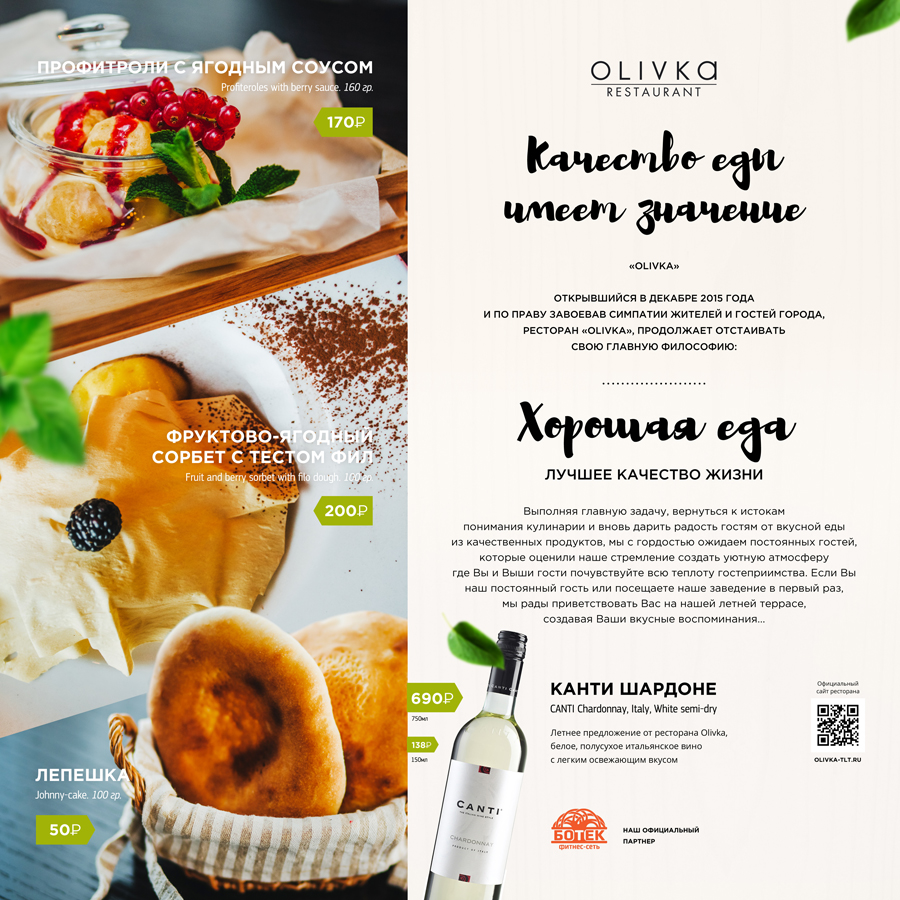 ПРОФИТРОЛИ С ЯГОДНЫМ СОУСОМ
Profiteroles with berry sauce. 160 гр.
170₽
ФРУКТОВО-ЯГОДНЫЙ
СОРБЕТ С ТЕСТОМ ФИЛ
Fruit and berry sorbet with filo dough. 100 гр.
200₽
ЛЕПЕШКА
Johnny-cake. 100 гр.
50₽
OLIVKA
RESTAURANT
Качество еды
имеет значение
«OLIVKA»
ОТКРЫВШИЙСЯ В ДЕКАБРЕ 2015 ГОДА
И ПО ПРАВУ ЗАВОЕВАВ СИМПАТИИ ЖИТЕЛЕЙ И ГОСТЕЙ ГОРОДА,
РЕСТОРАН «OLIVKA», ПРОДОЛЖАЕТ ОТСТАИВАТЬ
СВОЮ ГЛАВНУЮ ФИЛОСОФИЮ:
Хорошая еда
ЛУЧШЕЕ КАЧЕСТВО ЖИЗНИ
Выполняя главную задачу, вернуться к истокам
понимания кулинарии и вновь дарить радость гостям от вкусной еды
из качественных продуктов, мы с гордостью ожидаем постоянных гостей,
которые оценили наше стремление создать уютную атмосферу
где Вы и Выши гости почувствуйте всю теплоту гостеприимства. Если Вы
наш постоянный гость или посещаете наше заведение в первый раз,
мы рады приветствовать Вас на нашей летней террасе,
создавая Ваши вкусные воспоминания...
690₽
750мл
138₽
150мл
CANTI
CANTI
CHARDONNAY
PRODUCT OF ITALY
КАНТИ ШАРДОНЕ
CANTI Chardonnay, Italy, White semi-dry
Летнее предложение от ресторана Olivka,
белое, полусухое итальянское вино
с легким освежающим вкусом
Официальный
сайт ресторана
OLIVKA-TLT.RU
БОТЕК
фитнес-сеть
НАШ ОФИЦИАЛЬНЫЙ
ПАРТНЕР